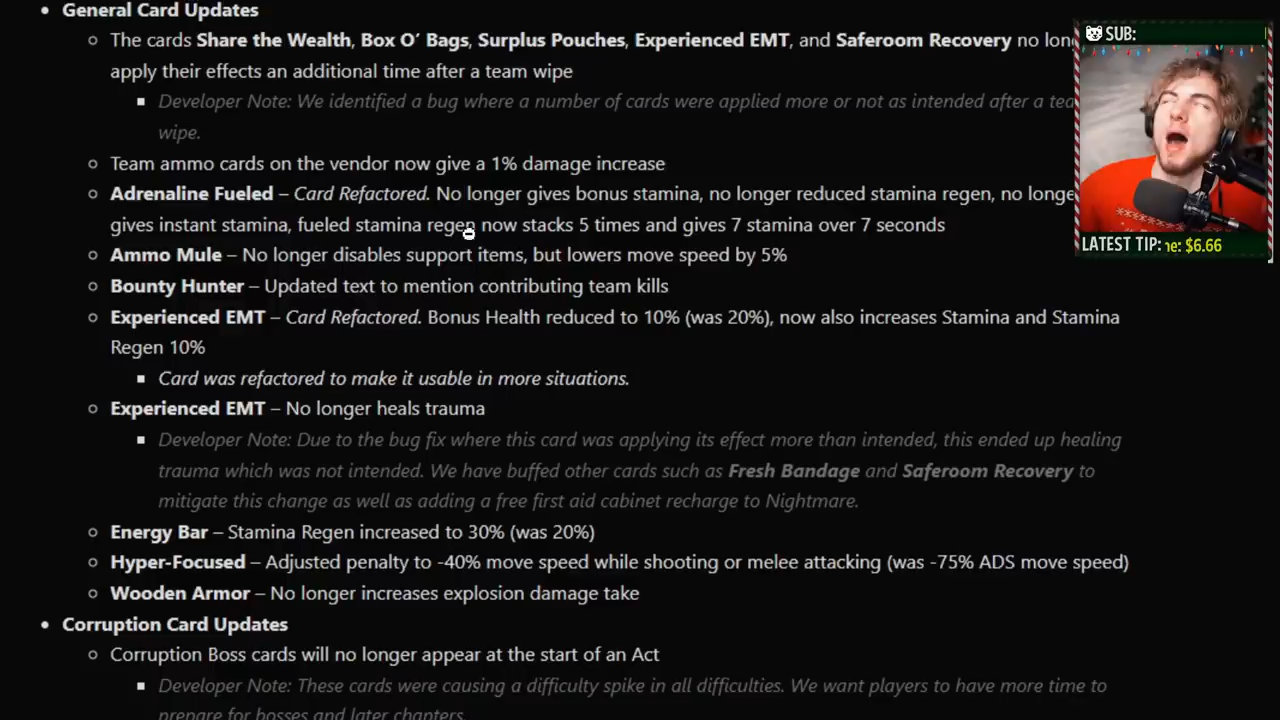 General Card Updates
The cards Share the Wealth, Box O' Bags, Surplus Pouches, Experienced EMT, and Saferoom Recovery no
apply their effects an additional time after a team wipe
Developer Note: We identified a bug where a number of cards were applied more or not as intended after a
wipe.
Team ammo cards on the vendor now give a 1% damage increase
Adrenaline Fueled – Card Refactored. No longer gives bonus stamina, no longer reduced stamina regen, no longe
gives instant stamina, fueled stamina regen now stacks 5 times and gives 7 stamina over 7 seconds
Ammo Mule – No longer disables support items, but lowers move speed by 5%
Bounty Hunter – Updated text to mention contributing team kills
Experienced EMT – Card Refactored. Bonus Health reduced to 10% (was 20%), now also increases Stamina and Stamina
Regen 10%
Card was refactored to make it usable in more situations.
Experienced EMT – No longer heals trauma
Developer Note: Due to the bug fix where this card was applying its effect more than intended, this ended up healing
trauma which was not intended. We have buffed other cards such as Fresh Bandage and Saferoom Recovery to
mitigate this change as well as adding a free first aid cabinet recharge to Nightmare.
Energy Bar – Stamina Regen increased to 30% (was 20%)
Hyper-Focused – Adjusted penalty to -40% move speed while shooting or melee attacking (was -75% ADS move speed)
Wooden Armor – No longer increases explosion damage take
Corruption Card Updates
Corruption Boss cards will no longer appear at the start of an Act
Developer Note: These cards were causing a difficulty spike in all difficulties. We want players to have more time to
prepare for bosses and later chapters.
SUB:
LATEST TIP: ne: $6.66